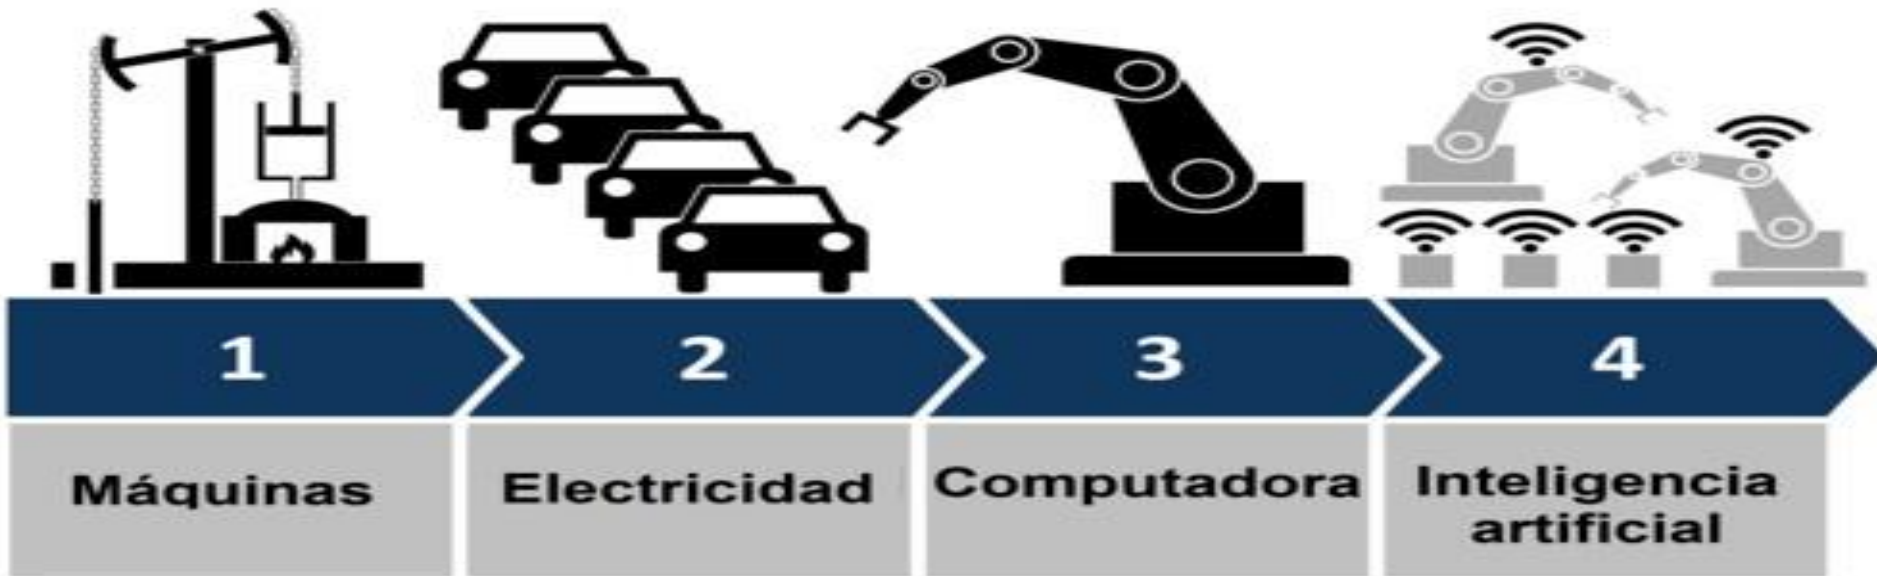 1
2
3
4
Máquinas
Electricidad
Computadora
Inteligencia
artificial